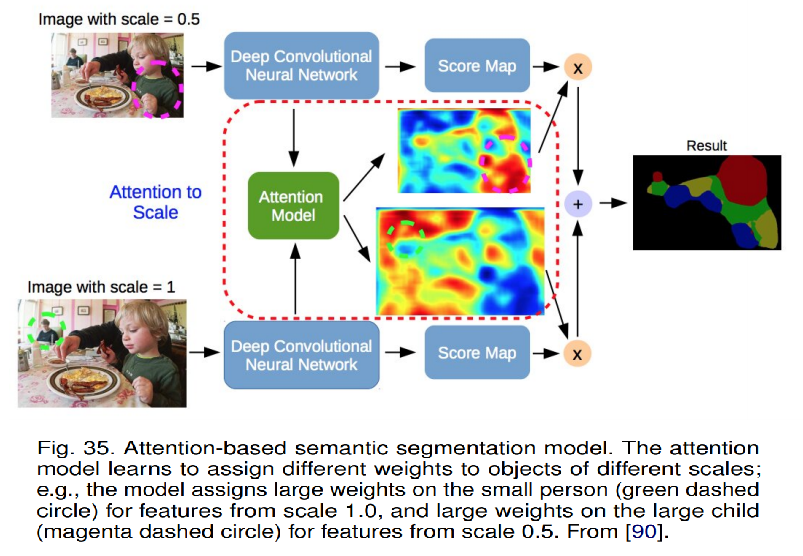 Image with scale = 0.5
Deep Convolutional
Neural Network
Score Map
x
Result
Attention to
Scale
Attention
Model
+
Image with scale = 1
Deep Convolutional
Neural Network
Score Map
x
Fig. 35. Attention-based semantic segmentation model. The attention
model learns to assign different weights to objects of different scales;
e.g., the model assigns large weights on the small person (green dashed
circle) for features from scale 1.0, and large weights on the large child
(magenta dashed circle) for features from scale 0.5. From [90].